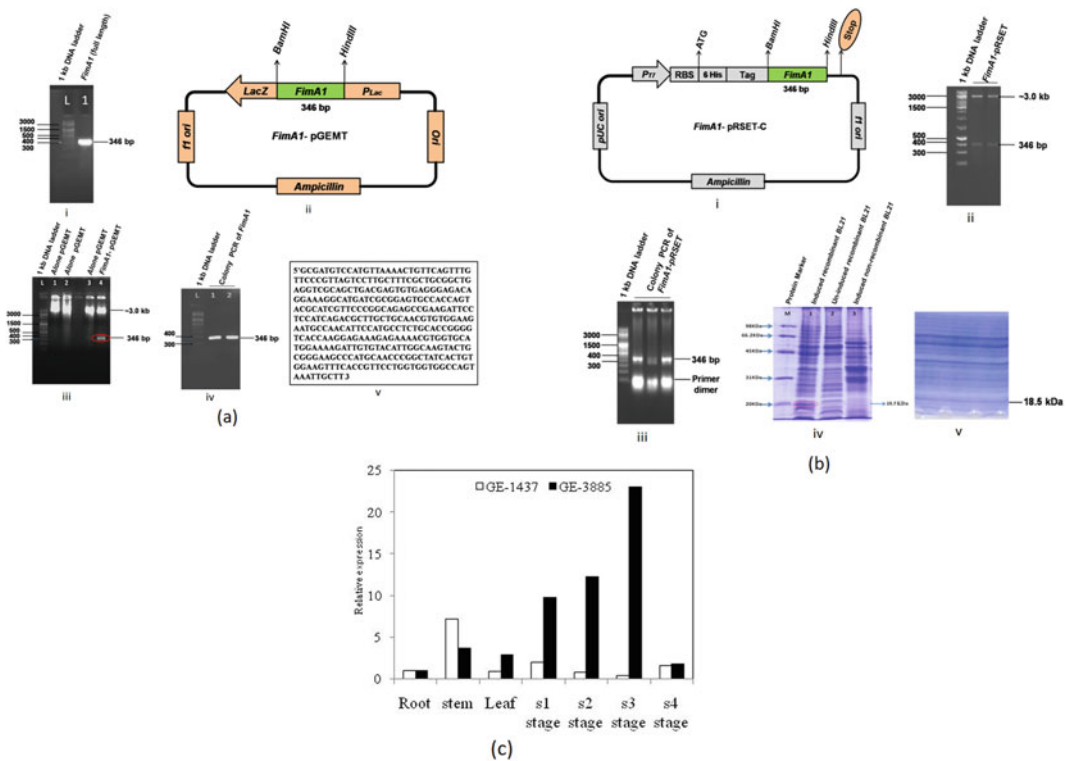 1 kb DNA ladder
FimA1 (full length)
L 1
3000
1500
500
400
300
346 bp
i
BamHI
HindIII
LacZ
FimA1
PLac
346 bp
f1 ori
FimA1- pGEMT
Ori
Ampicillin
ii
1 kb DNA ladder
Alone pGEMT
Alone pGEMT
Alone pGEMT
FimA1- pGEMT
L 1 2 3 4
3000
1500
500
400
300
~3.0 kb
346 bp
iii
1 kb DNA ladder
Colony PCR of FimA1
L 1 2
400
300
346 bp
iv
5'GCGATGTCCATGTTAAAACTGTTCAGTTTG
TTCCCGTTAGTCCTTGCTTTCGCTGCGGCTG
AGGTCGCAGCTGACGAGTGTGAGGGAGACA
GGAAAGGCATGATCGCGGAGTGCCACCAGT
ACGCATCGTTCCCGGCAGAGCCGAAGATTCC
TCCATCAGACGCTTGCTGCAACGTGTGGAAG
AATGCCAACATTCCATGCCTCTGCACCGGGG
TCACCAAGGAGAAAGAGAAAACGTGGTGCA
TGGAAAAGATTGTGTACATTGGCAAGTACTG
CGGGAAGCCCATGCAACCCGGCTATCACTGT
GGAAGTTTCACCGTTCCTGGTGGTGGCCAGT
AAATTGCTT3
v
(a)
ATG
BamHI
HindIII
Stop
PT7
RBS
6 His
Tag
FimA1
346 bp
pUC ori
FimA1- pRSET-C
f1 ori
Ampicillin
i
1 kb DNA ladder
FimA1-pRSET
3000
1500
500
400
300
~3.0 kb
346 bp
ii
1 kb DNA ladder
Colony PCR of
FimA1-pRSET
3000
1500
400
300
346 bp
Primer
dimer
iii
Protein Marker
Induced recombinant BL21
Un-induced recombinant BL21
Induced non-recombinant BL21
M 1 2 3
66.2KDa
45KDa
31KDa
20KDa
iv
18.5 kDa
v
(b)
GE-1437 GE-3885
Relative expression
25
20
15
10
5
0
Root stem Leaf s1 stage s2 stage s3 stage s4 stage
(c)